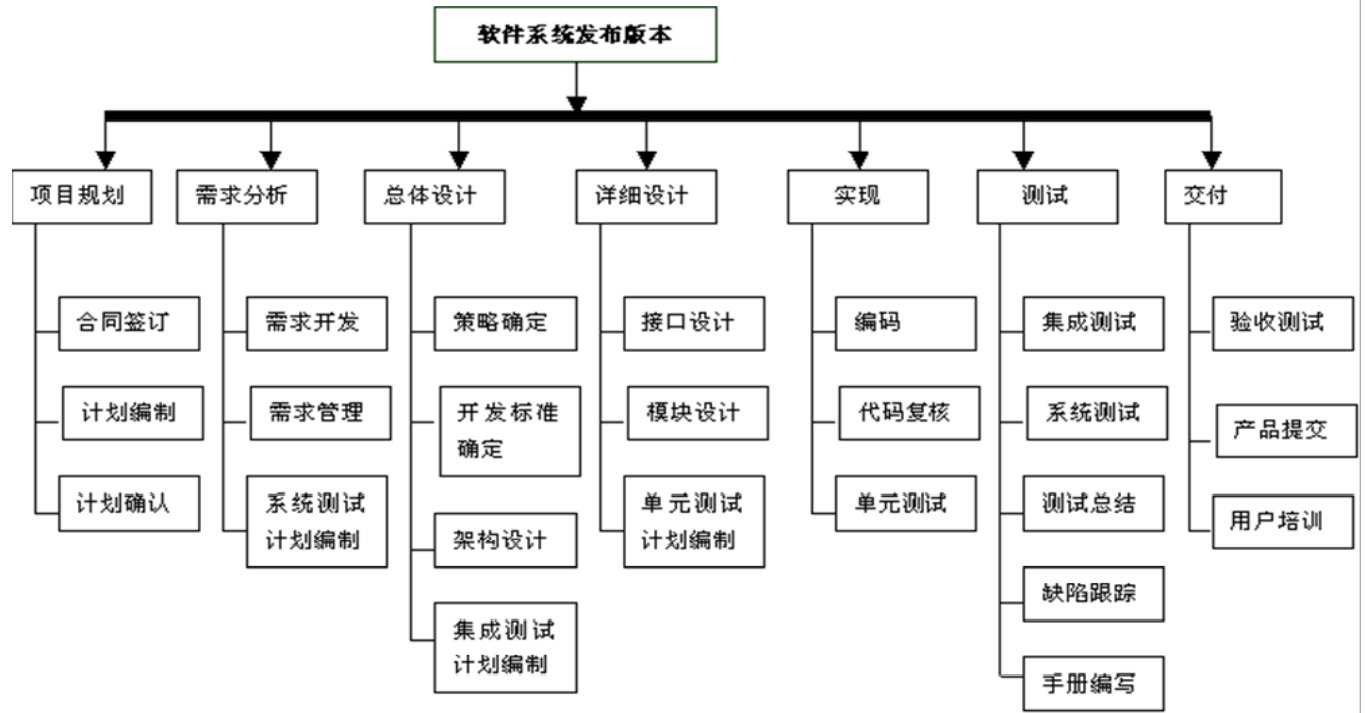 软件系统发布版本
项目规划
需求分析
总体设计
详细设计
实现
测试
交付
合同签订
计划编制
计划确认
需求开发
需求管理
系统测试
计划编制
策略确定
开发标准
确定
架构设计
集成测试
计划编制
接口设计
模块设计
单元测试
计划编制
编码
代码复核
单元测试
集成测试
系统测试
测试总结
缺陷跟踪
手册编写
验收测试
产品提交
用户培训